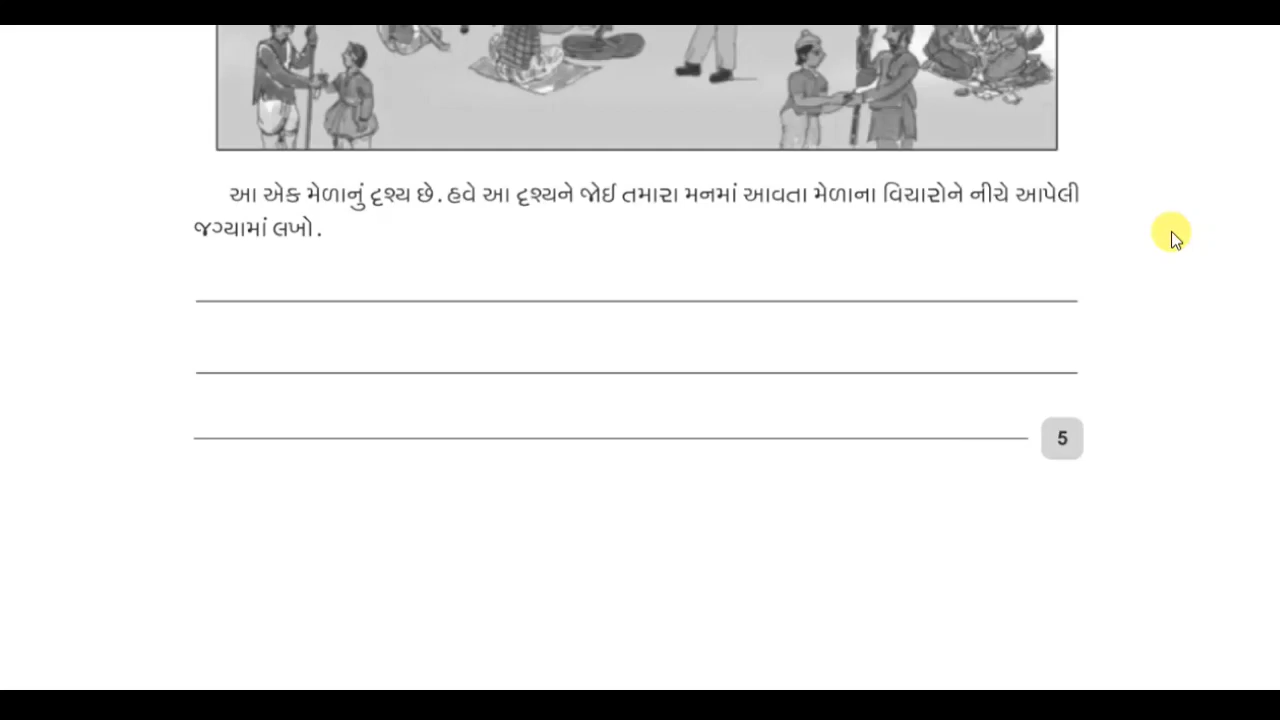 આ એક મેળાનું દૃશ્ય છે. હવે આ દૃશ્યને જોઈ તમારા મનમાં આવતા મેળાના વિચારોને નીચે આપેલી
જગ્યામાં લખો.
5